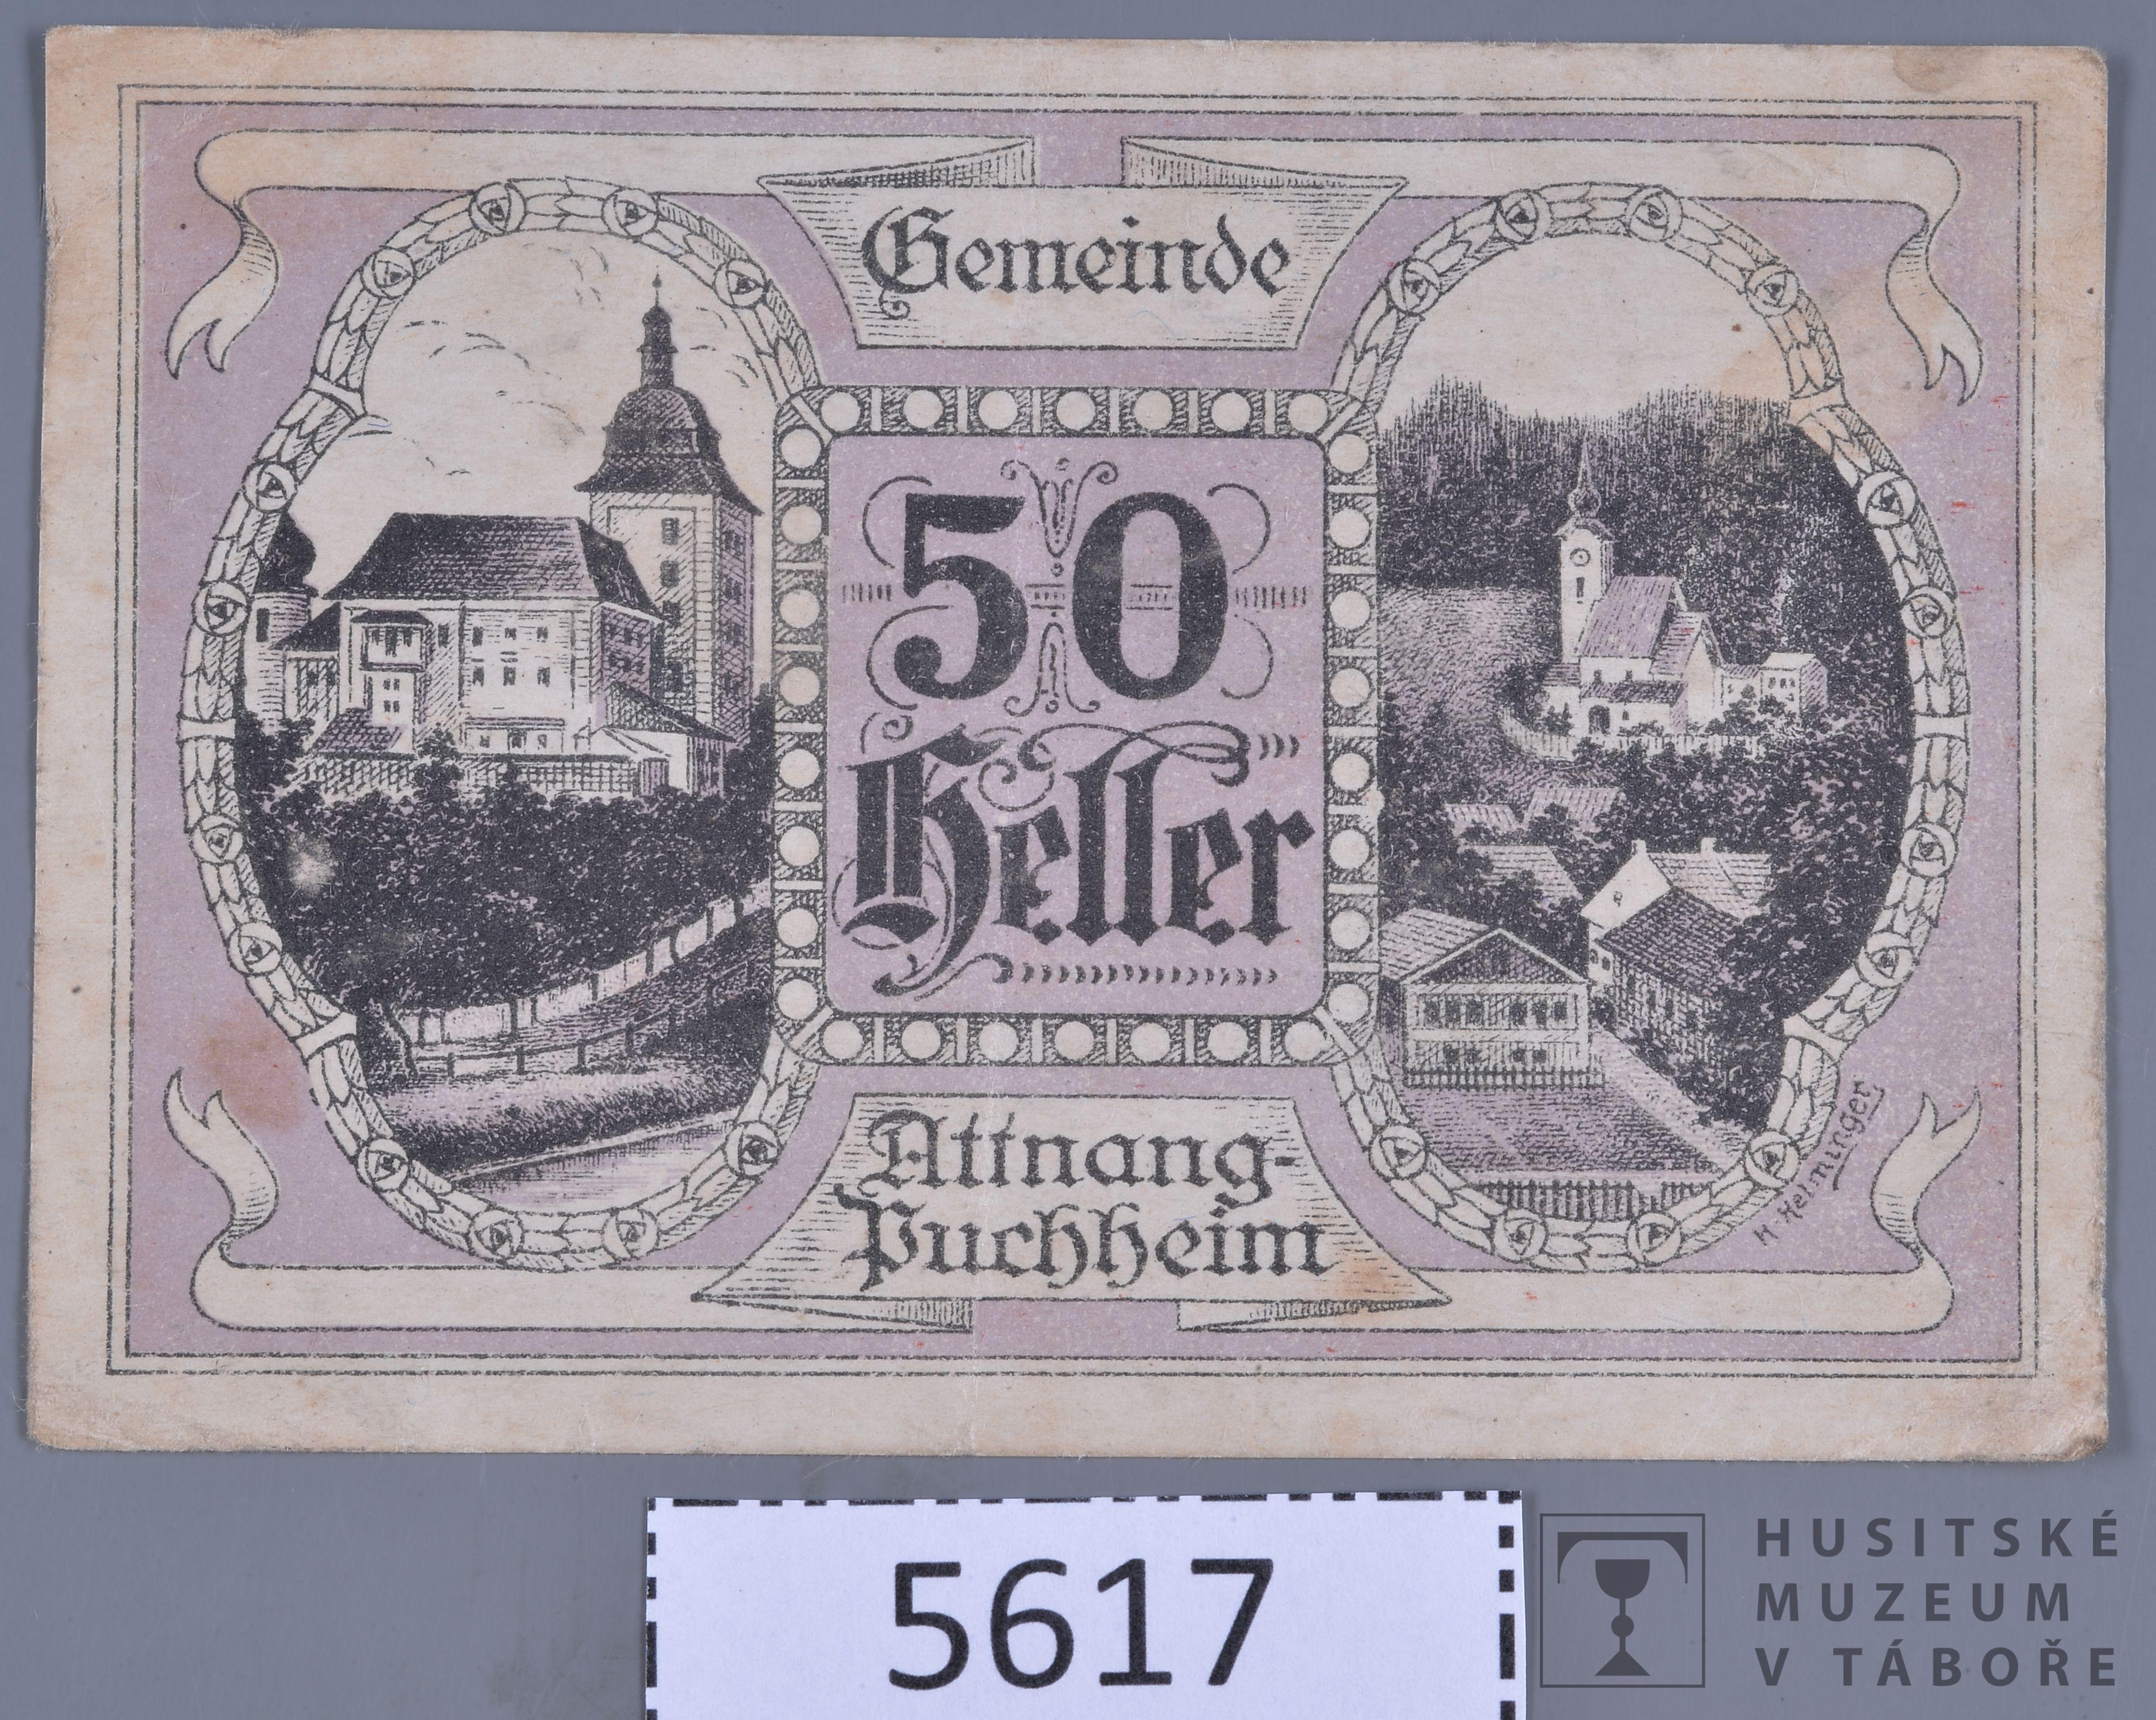 Gemeinde
50
Heller
Attnang-
Puchheim
H. Helminger
5617
HUSITSKÉ
MUZEUM
V TÁBOŘE